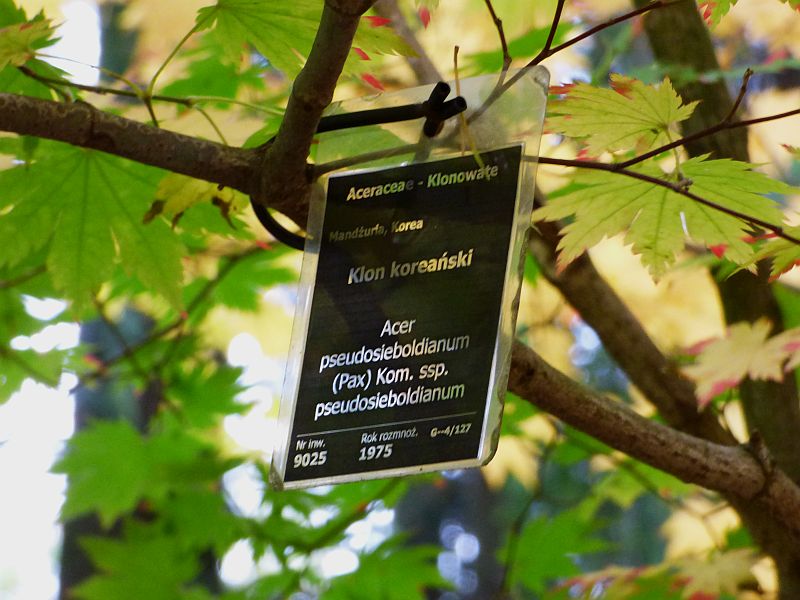 Aceraceae - Klonowate
Mandżuria, Korea
Klon koreański
Acer
pseudosieboldianum
(Pax) Kom. ssp.
pseudosieboldianum
Nr inw. Rok rozmnoż. G--4/127
9025 1975